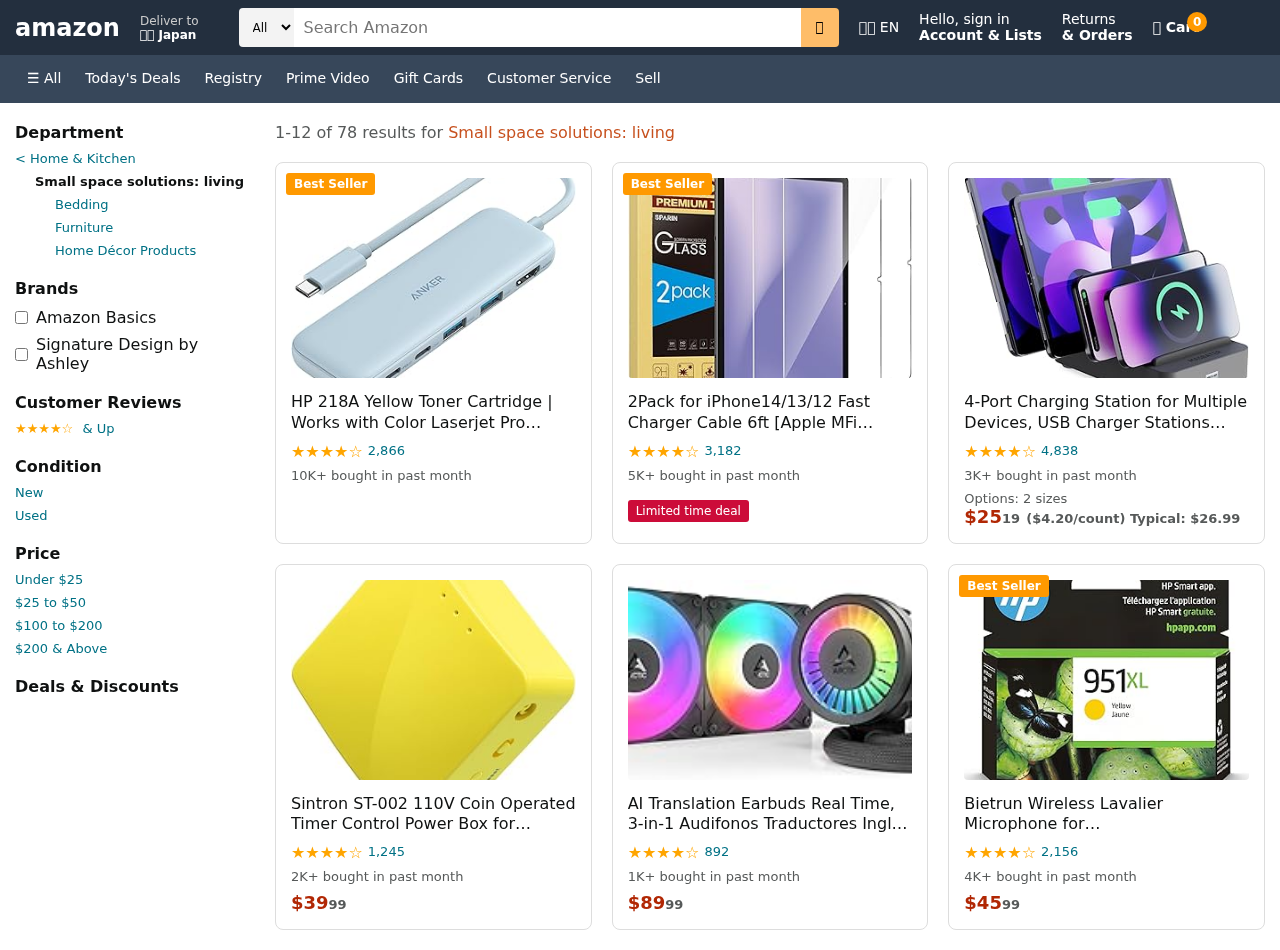 amazon
Deliver to
Japan
All
Search Amazon
EN
Hello, sign in
Account & Lists
Returns
& Orders
0
☰ All
Today's Deals
Registry
Prime Video
Gift Cards
Customer Service
Sell
Department
< Home & Kitchen
Small space solutions: living
Bedding
Furniture
Home Décor Products
Brands
Amazon Basics
Signature Design by
Ashley
Customer Reviews
★★★★☆ & Up
Condition
New
Used
Price
Under $25
$25 to $50
$100 to $200
$200 & Above
Deals & Discounts
1-12 of 78 results for Small space solutions: living
Best Seller
ANKER
HP 218A Yellow Toner Cartridge |
Works with Color Laserjet Pro…
★★★★☆ 2,866
10K+ bought in past month
Best Seller
PREMIUM
SPARIN
GLASS
2pack
9H
2Pack for iPhone14/13/12 Fast
Charger Cable 6ft [Apple MFi…
★★★★☆ 3,182
5K+ bought in past month
Limited time deal
4-Port Charging Station for Multiple
Devices, USB Charger Stations…
★★★★☆ 4,838
3K+ bought in past month
Options: 2 sizes
$2519 ($4.20/count) Typical: $26.99
Sintron ST-002 110V Coin Operated
Timer Control Power Box for…
★★★★☆ 1,245
2K+ bought in past month
$3999
ARCTIC
AI Translation Earbuds Real Time,
3-in-1 Audifonos Traductores Ingl…
★★★★☆ 892
1K+ bought in past month
$8999
Best Seller
hp
HP Smart app.
Téléchargez l'application
HP Smart gratuite.
hpapp.com
951XL
Yellow
Jaune
Bietrun Wireless Lavalier
Microphone for…
★★★★☆ 2,156
4K+ bought in past month
$4599